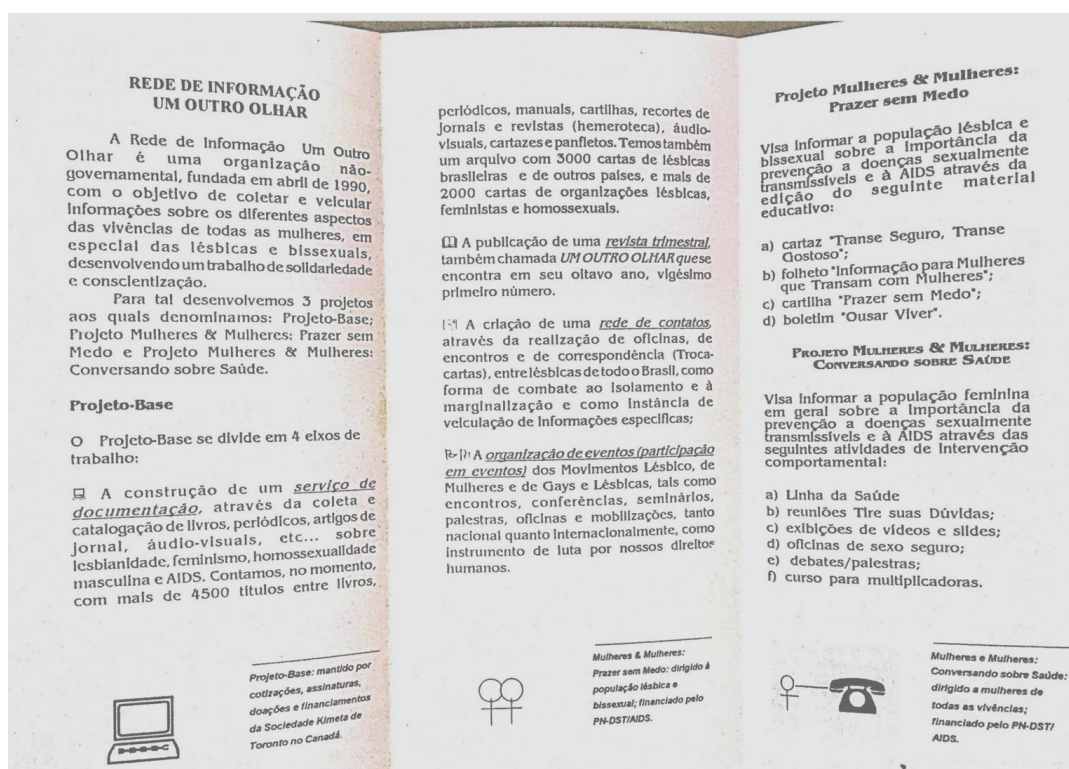 REDE DE INFORMAÇÃO
UM OUTRO OLHAR
A Rede de Informação Um Outro
Olhar é uma organização não-
governamental, fundada em abril de 1990,
com o objetivo de coletar e veicular
informações sobre os diferentes aspectos
das vivências de todas as mulheres, em
especial das lésbicas e bissexuais,
desenvolvendo um trabalho de solidariedade
e conscientização.
Para tal desenvolvemos 3 projetos
aos quais denominamos: Projeto-Base;
Projeto Mulheres & Mulheres: Prazer sem
Medo e Projeto Mulheres & Mulheres:
Conversando sobre Saúde.
Projeto-Base
O Projeto-Base se divide em 4 eixos de
trabalho:
A construção de um serviço de
documentação, através da coleta e
catalogação de livros, periódicos, artigos de
jornal, áudio-visuais, etc... sobre
lesbianidade, feminismo, homossexualidade
masculina e AIDS. Contamos, no momento,
com mais de 4500 títulos entre livros,
Projeto-Base: mantido por
cotizações, assinaturas,
doações e financiamentos
da Sociedade Kimeta de
Toronto no Canadá.
periódicos, manuais, cartilhas, recortes de
jornais e revistas (hemeroteca), áudio-
visuais, cartazes e panfletos. Temos também
um arquivo com 3000 cartas de lésbicas
brasileiras e de outros países, e mais de
2000 cartas de organizações lésbicas,
feministas e homossexuais.
A publicação de uma revista trimestral,
também chamada UM OUTRO OLHAR que se
encontra em seu oitavo ano, vigésimo
primeiro número.
A criação de uma rede de contatos,
através da realização de oficinas, de
encontros e de correspondência (Troca-
cartas), entre lésbicas de todo o Brasil, como
forma de combate ao isolamento e à
marginalização e como instância de
veiculação de informações específicas;
A organização de eventos (participação
em eventos) dos Movimentos Lésbico, de
Mulheres e de Gays e Lésbicas, tais como
encontros, conferências, seminários,
palestras, oficinas e mobilizações, tanto
nacional quanto internacionalmente, como
instrumento de luta por nossos direitos
humanos.
Mulheres & Mulheres:
Prazer sem Medo: dirigido à
população lésbica e
bissexual; financiado pelo
PN-DST/AIDS.
Projeto Mulheres & Mulheres:
Prazer sem Medo
Visa informar a população lésbica e
bissexual sobre a importância da
prevenção a doenças sexualmente
transmissíveis e à AIDS através da
edição do seguinte material
educativo:
a) cartaz "Transe Seguro, Transe
Gostoso";
b) folheto "Informação para Mulheres
que Transam com Mulheres";
c) cartilha "Prazer sem Medo";
d) boletim "Ousar Viver".
PROJETO MULHERES & MULHERES:
CONVERSANDO SOBRE SAÚDE
Visa informar a população feminina
em geral sobre a importância da
prevenção a doenças sexualmente
transmissíveis e à AIDS através das
seguintes atividades de intervenção
comportamental:
a) Linha da Saúde
b) reuniões Tire suas Dúvidas;
c) exibições de vídeos e slides;
d) oficinas de sexo seguro;
e) debates/palestras;
f) curso para multiplicadoras.
Mulheres e Mulheres:
Conversando sobre Saúde:
dirigido a mulheres de
todas as vivências;
financiado pelo PN-DST/
AIDS.